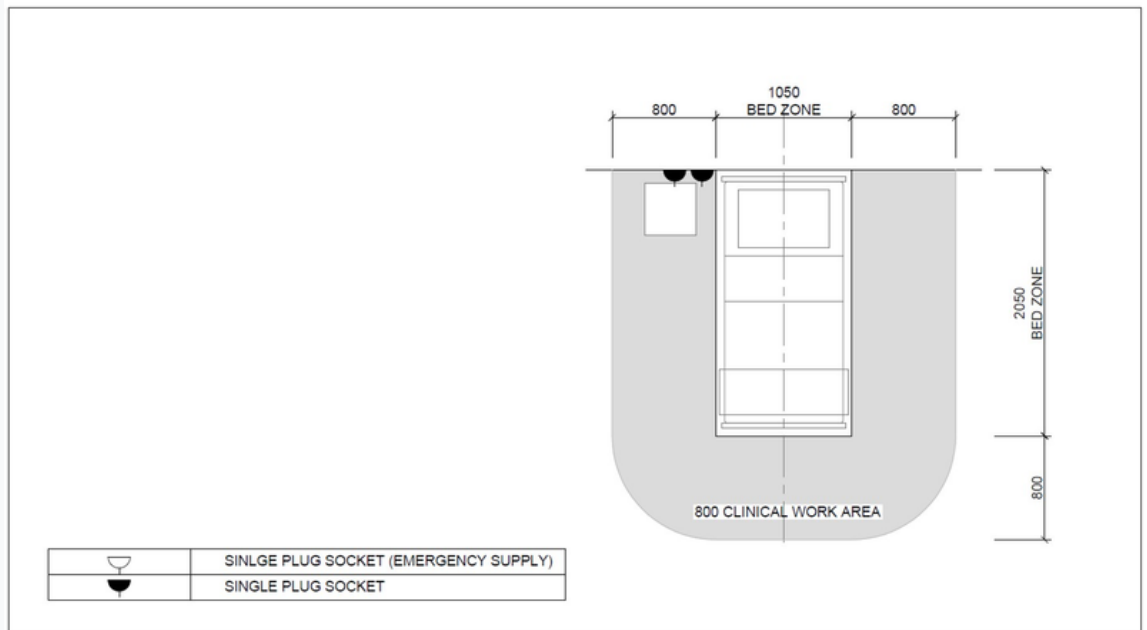 1050
800
BED ZONE
800
2050
BED ZONE
800
800 CLINICAL WORK AREA
SINLGE PLUG SOCKET (EMERGENCY SUPPLY)
SINGLE PLUG SOCKET